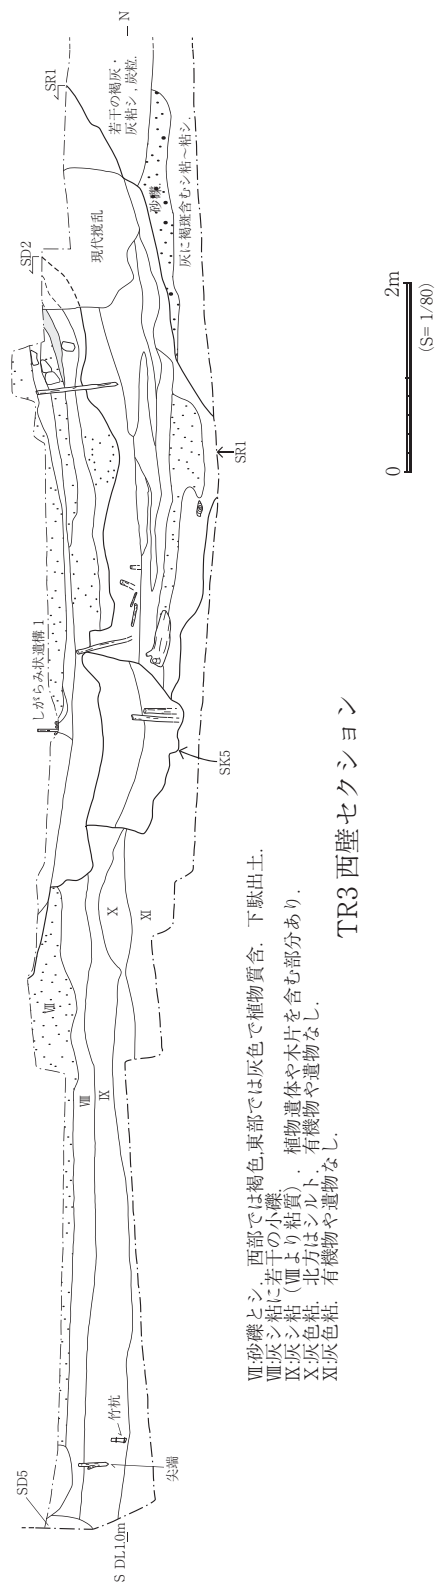 SD5
S DL1.0m
尖端
竹杭
Ⅶ
Ⅷ
Ⅸ
Ⅹ
Ⅺ
しがらみ状遺構 1
SK5
SR1
SD2
現代撹乱
SR1
砂礫
若干の褐灰・
灰粘シ , 炭粒.
灰に褐斑含むシ粘~粘シ.
N
Ⅶ:砂礫とシ. 西部では褐色,東部では灰色で植物質含. 下駄出土.
Ⅷ:灰シ粘に若干の小礫.
Ⅸ:灰シ粘(Ⅷより粘質). 植物遺体や木片を含む部分あり.
Ⅹ:灰色粘. 北方はシルト. 有機物や遺物なし.
Ⅺ:灰色粘. 有機物や遺物なし.
TR3 西壁セクション
0
2m
(S= 1/80)